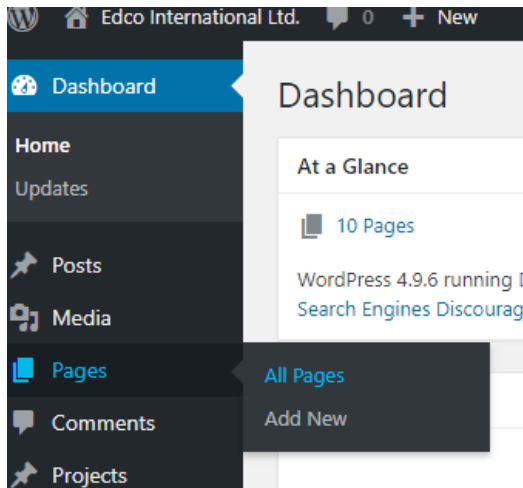 Edco International Ltd. 0 New
Dashboard
Home
Updates
Posts
Media
Pages
Comments
Projects
All Pages
Add New
Dashboard
At a Glance
10 Pages
WordPress 4.9.6 running
Search Engines